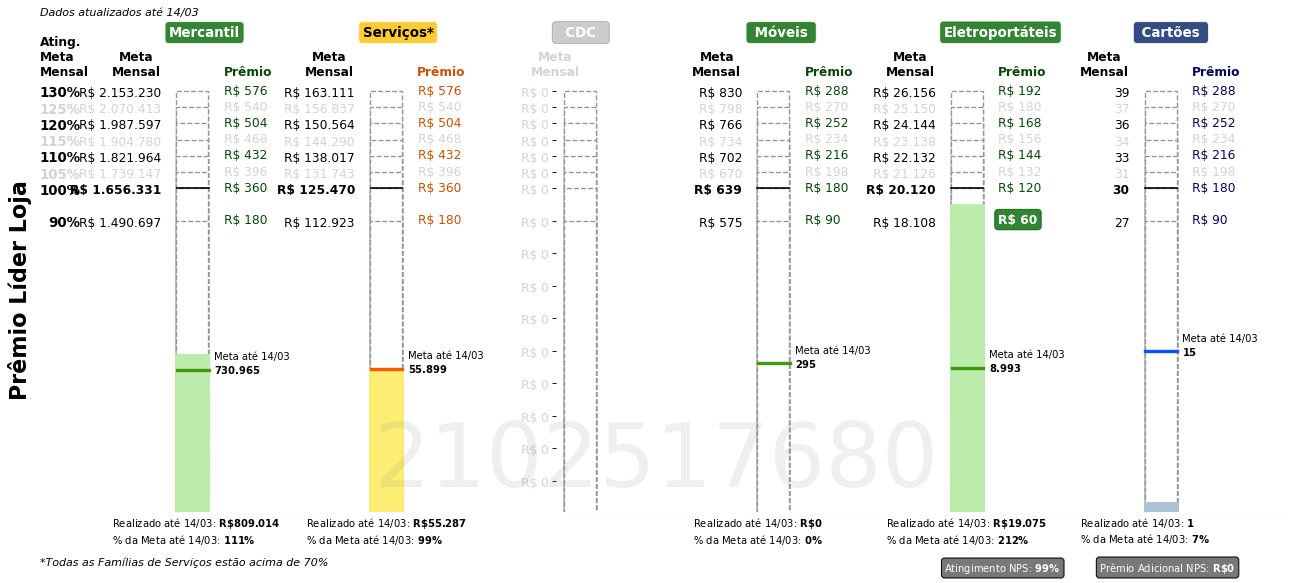 Dados atualizados até 14/03
Mercantil Serviços* CDC Móveis Eletroportáteis Cartões
Ating.
Meta Meta Meta Meta Meta Meta Meta
Mensal Mensal Prêmio Mensal Prêmio Mensal Mensal Prêmio Mensal Prêmio Mensal Prêmio
130% R$ 2.153.230 R$ 576 R$ 163.111 R$ 576 R$ 0 R$ 830 R$ 288 R$ 26.156 R$ 192 39 R$ 288
125% R$ 2.070.413 R$ 540 R$ 156.837 R$ 540 R$ 0 R$ 798 R$ 270 R$ 25.150 R$ 180 37 R$ 270
120% R$ 1.987.597 R$ 504 R$ 150.564 R$ 504 R$ 0 R$ 766 R$ 252 R$ 24.144 R$ 168 36 R$ 252
115% R$ 1.904.780 R$ 468 R$ 144.290 R$ 468 R$ 0 R$ 734 R$ 234 R$ 23.138 R$ 156 34 R$ 234
110% R$ 1.821.964 R$ 432 R$ 138.017 R$ 432 R$ 0 R$ 702 R$ 216 R$ 22.132 R$ 144 33 R$ 216
105% R$ 1.739.147 R$ 396 R$ 131.743 R$ 396 R$ 0 R$ 670 R$ 198 R$ 21.126 R$ 132 31 R$ 198
100% R$ 1.656.331 R$ 360 R$ 125.470 R$ 360 R$ 0 R$ 639 R$ 180 R$ 20.120 R$ 120 30 R$ 180
90% R$ 1.490.697 R$ 180 R$ 112.923 R$ 180 R$ 0 R$ 575 R$ 90 R$ 18.108 R$ 60 27 R$ 90
R$ 0
R$ 0
R$ 0
R$ 0
R$ 0
R$ 0
R$ 0
R$ 0
Prêmio Líder Loja
Meta até 14/03 Meta até 14/03 Meta até 14/03 Meta até 14/03 Meta até 14/03
730.965 55.899 295 8.993 15
2102517680
Realizado até 14/03: R$809.014 Realizado até 14/03: R$55.287 Realizado até 14/03: R$0 Realizado até 14/03: R$19.075 Realizado até 14/03: 1
% da Meta até 14/03: 111% % da Meta até 14/03: 99% % da Meta até 14/03: 0% % da Meta até 14/03: 212% % da Meta até 14/03: 7%
*Todas as Famílias de Serviços estão acima de 70% Atingimento NPS: 99% Prêmio Adicional NPS: R$0